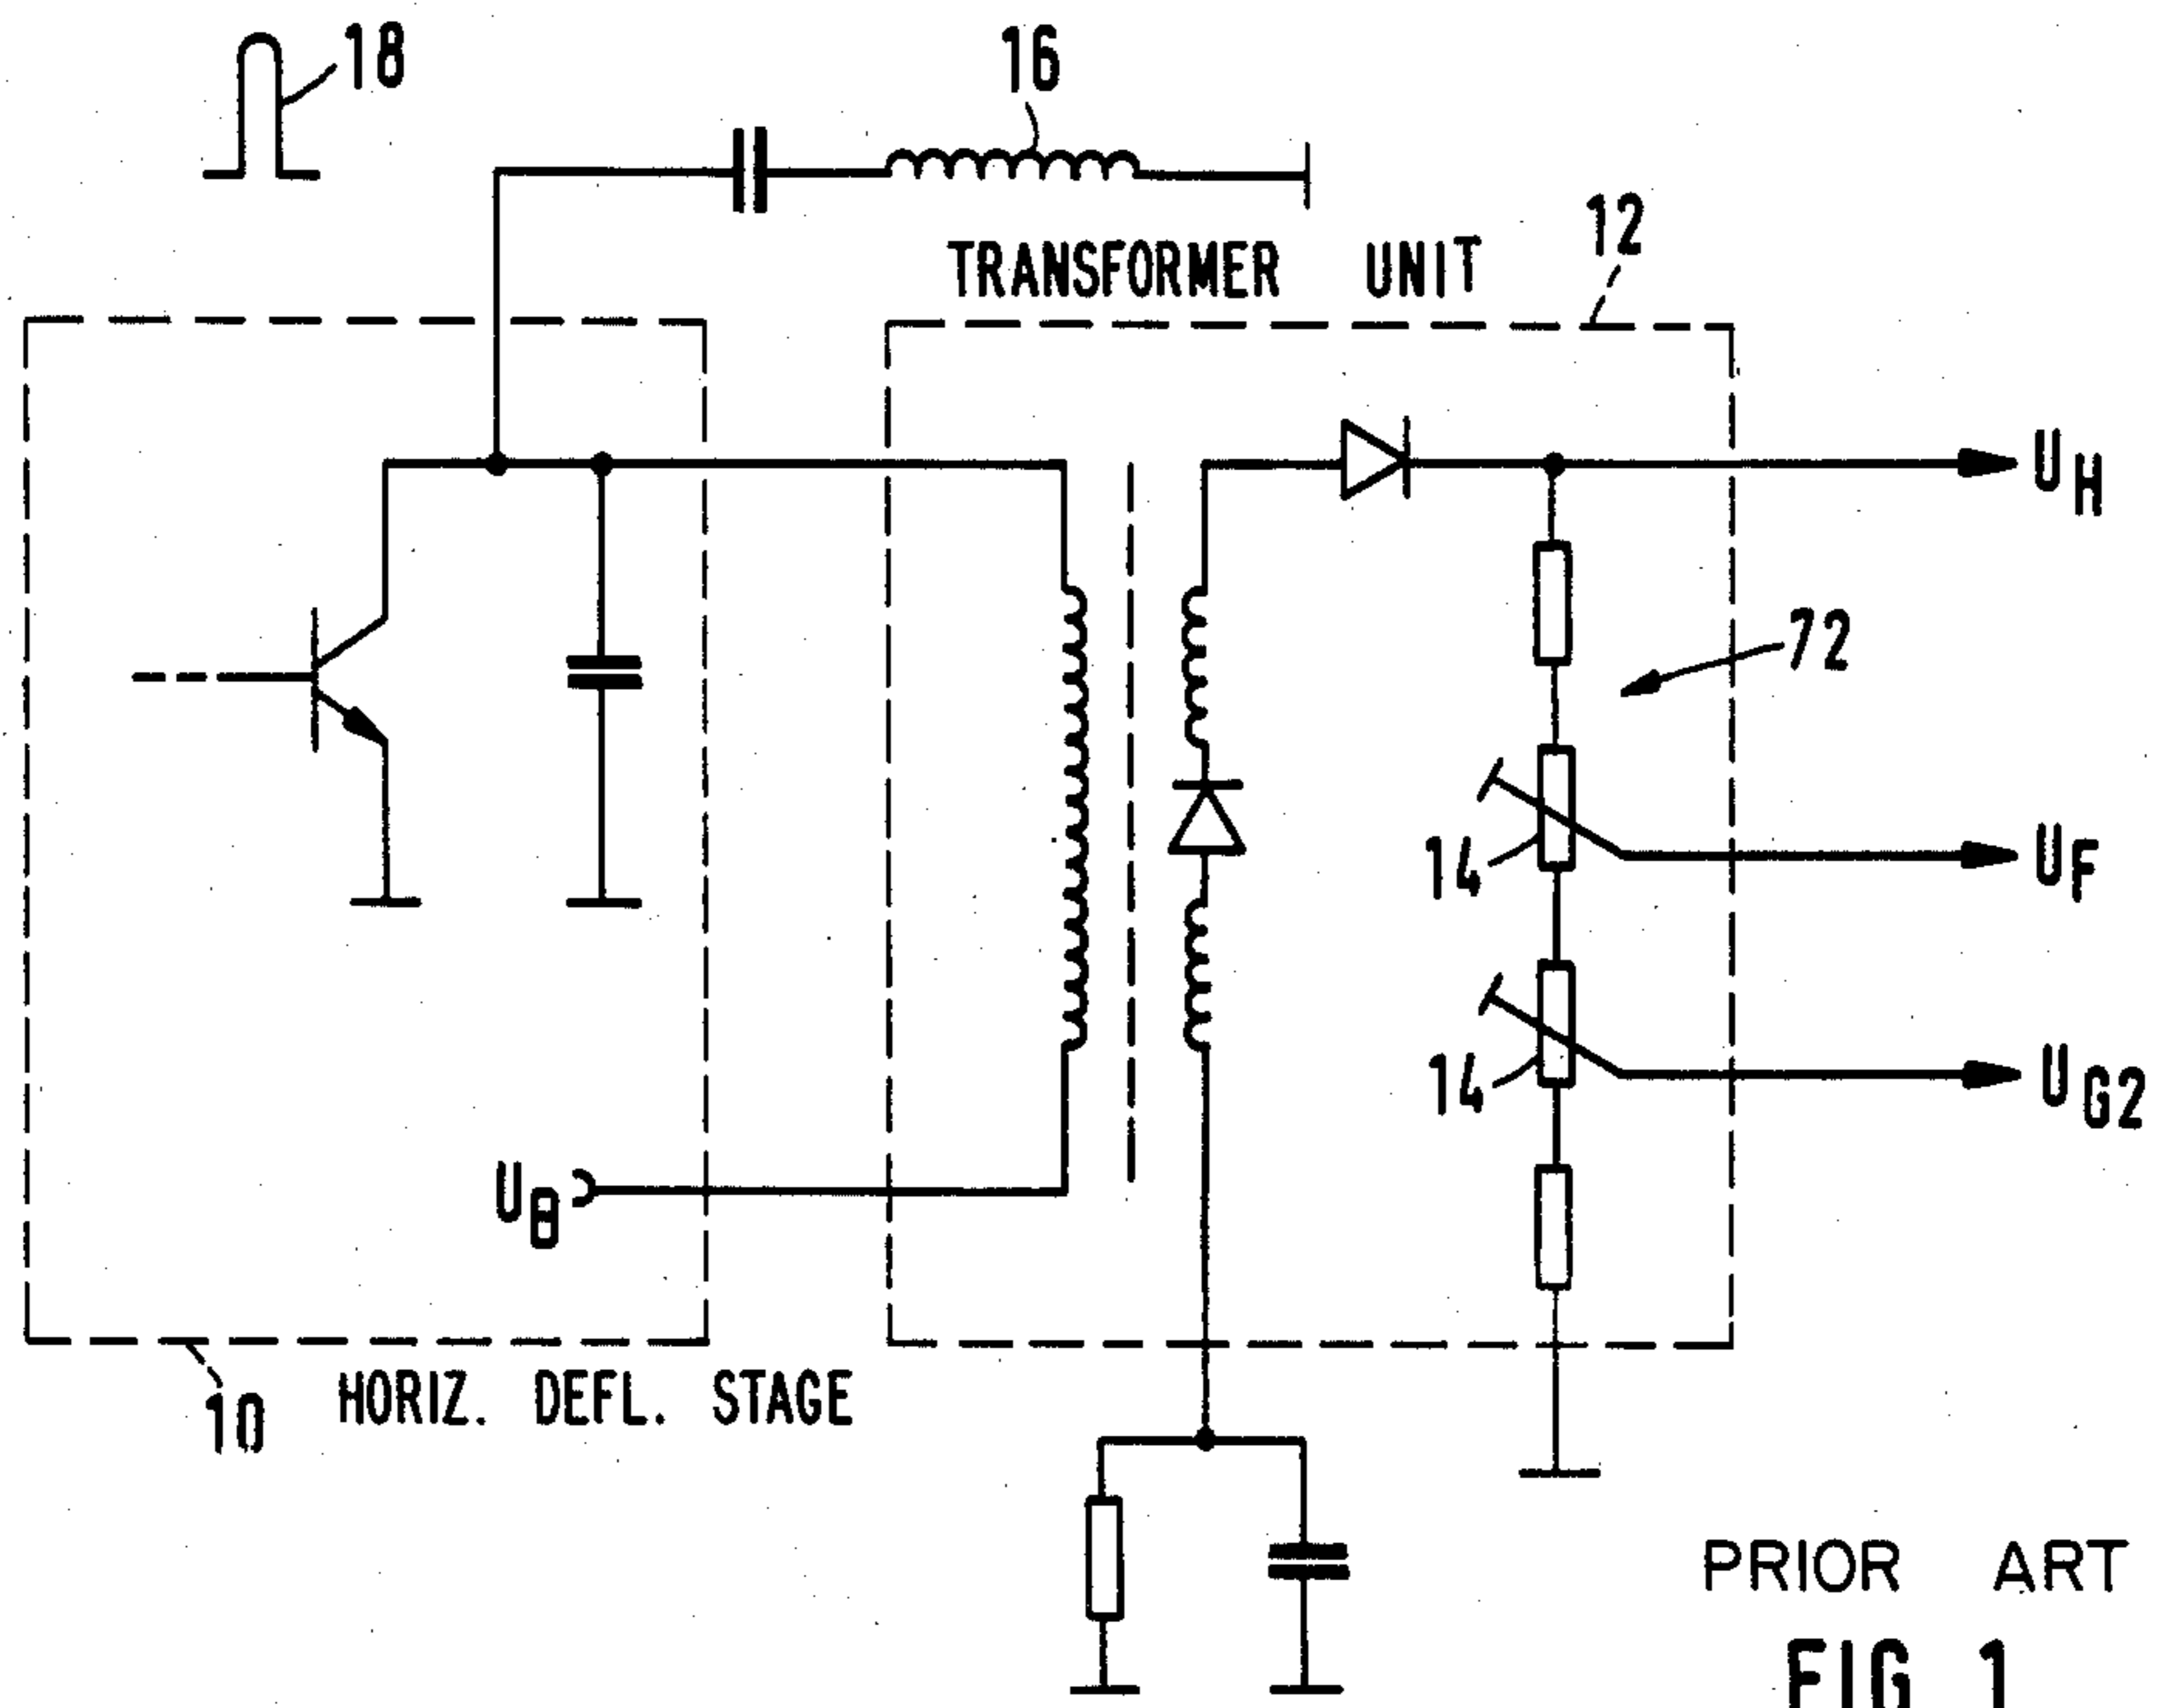 18
16
TRANSFORMER UNIT
12
U_H
72
14
U_F
14
U_G2
U_B
10
HORIZ. DEFL. STAGE
PRIOR ART
FIG 1